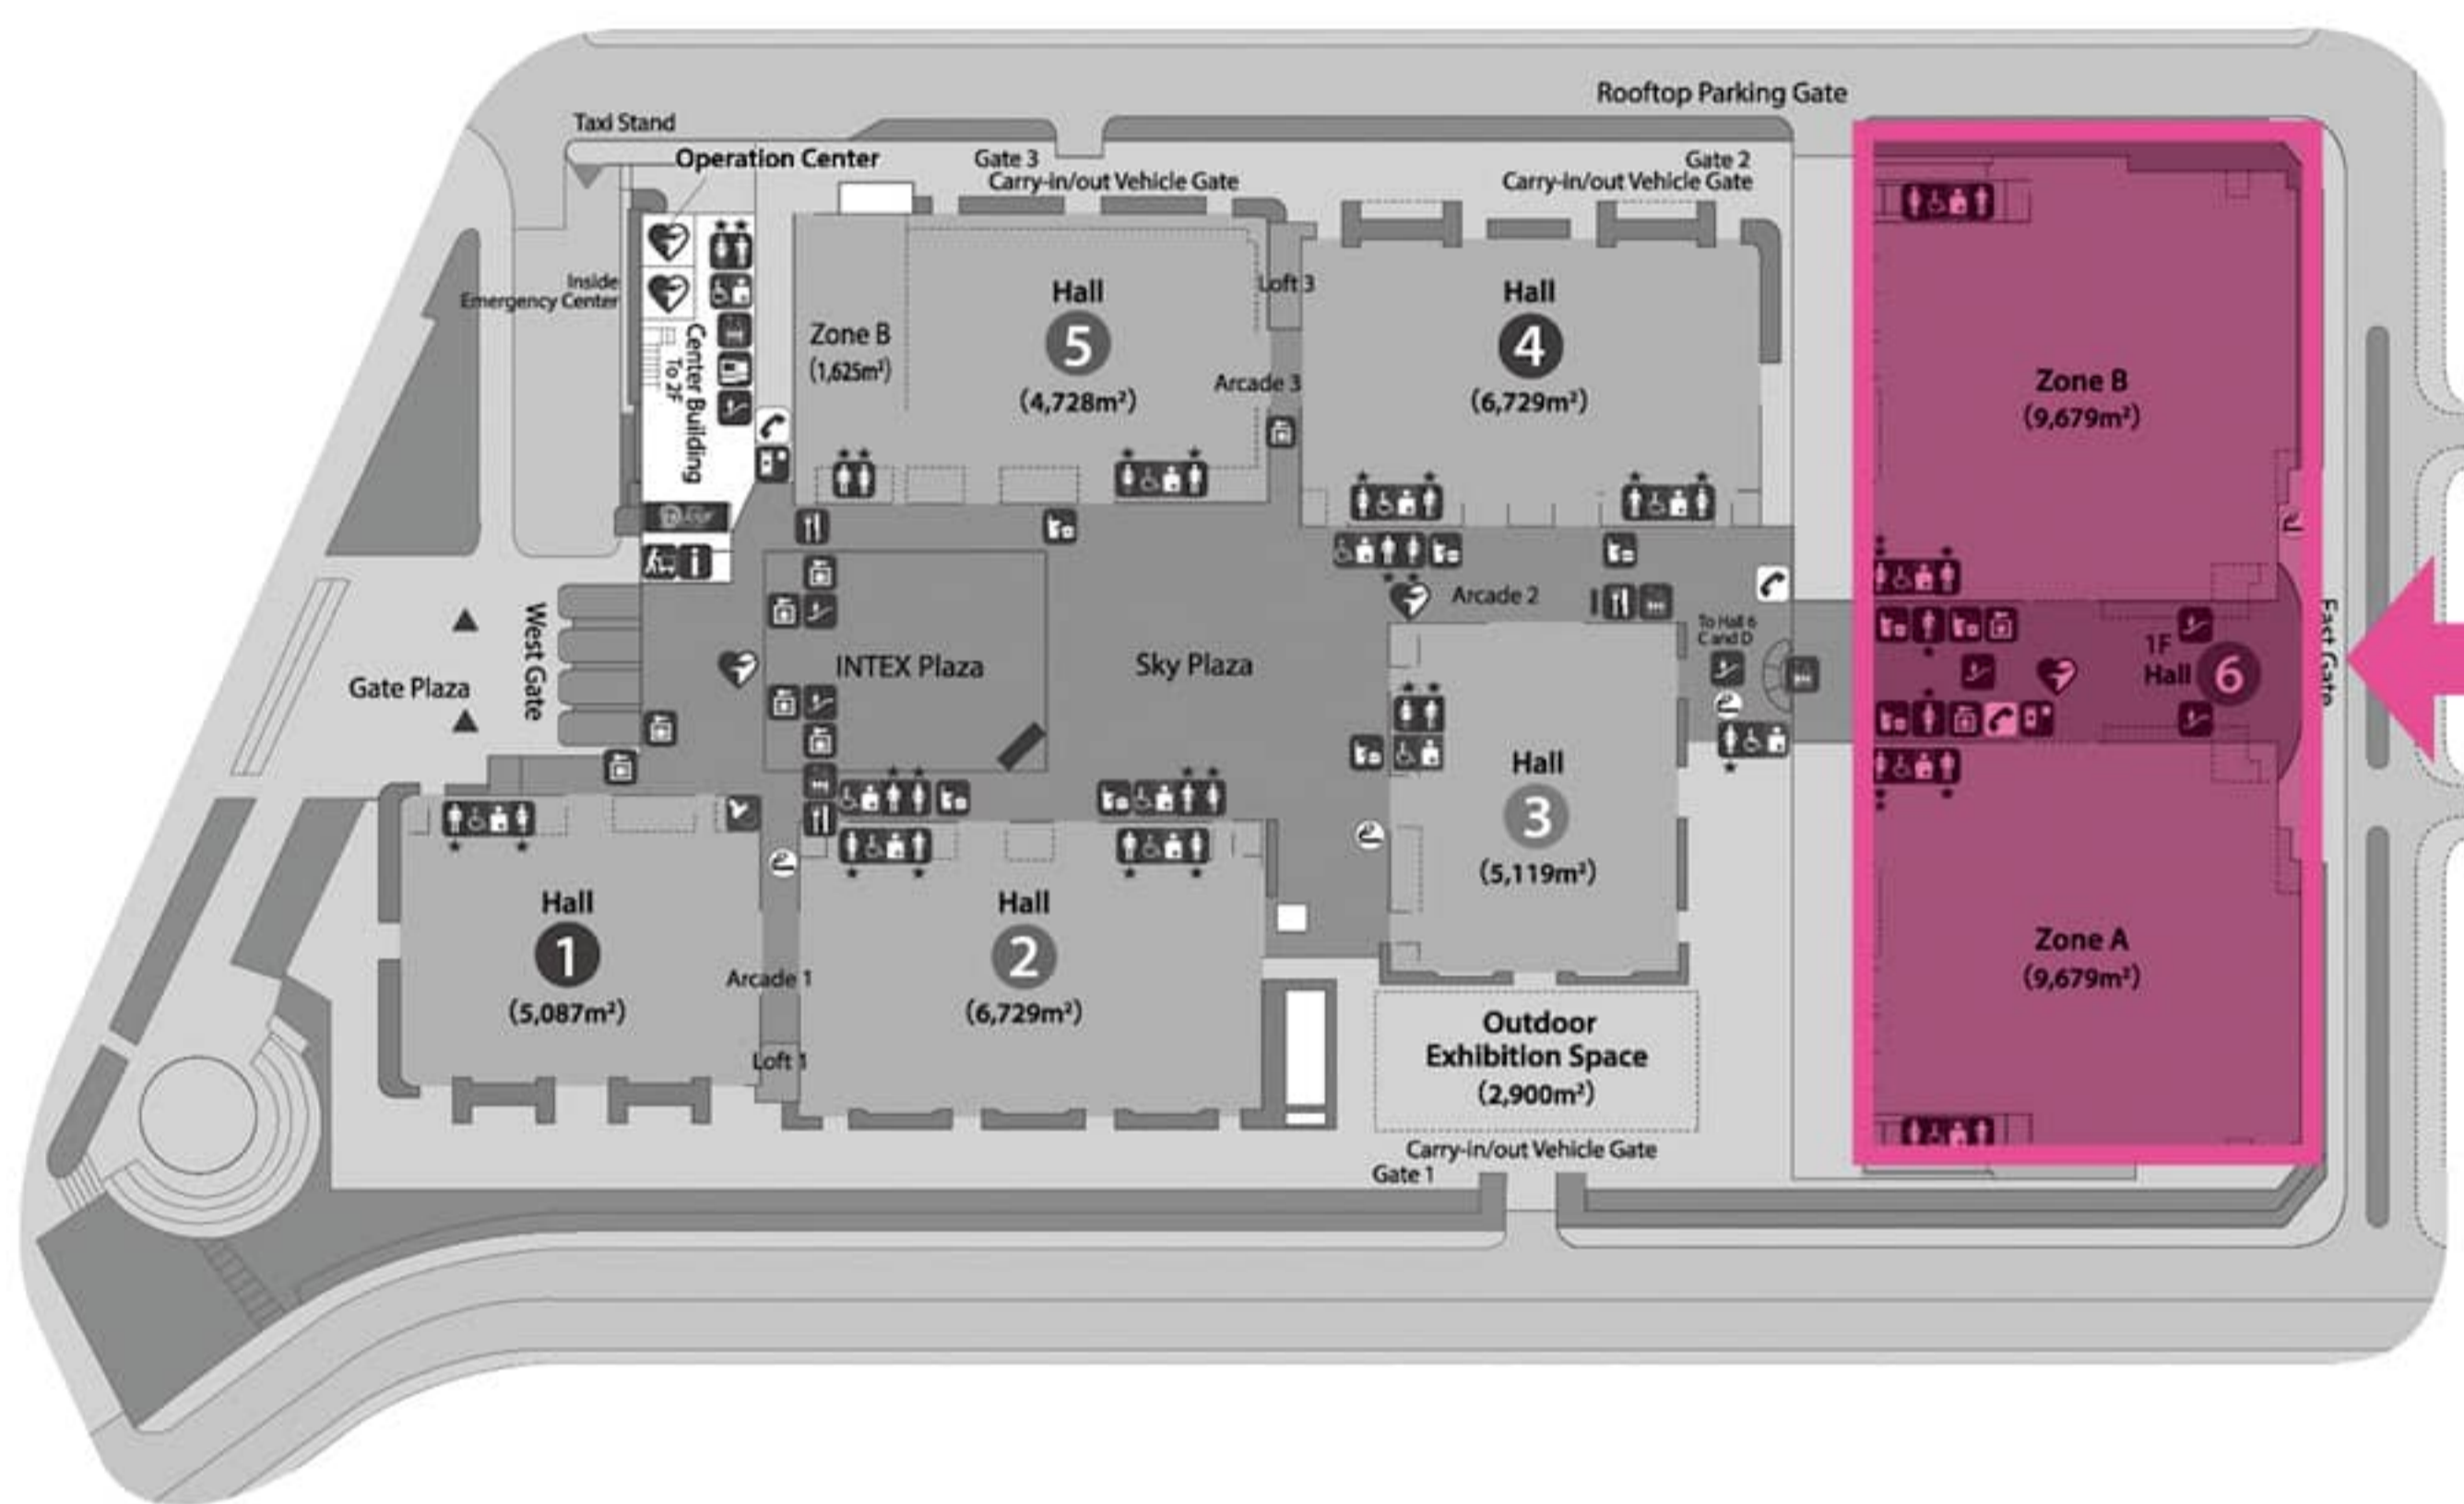 Rooftop Parking Gate
Taxi Stand
Operation Center
Gate 3
Carry-in/out Vehicle Gate
Gate 2
Carry-in/out Vehicle Gate
Inside
Emergency Center
Center Building
To 2F
Zone B
(1,625m²)
Hall
5
(4,728m²)
Loft 3
Arcade 3
Hall
4
(6,729m²)
Zone B
(9,679m²)
Arcade 2
To Hall 6
C and D
1F
Hall 6
East Gate
West Gate
Gate Plaza
INTEX Plaza
Sky Plaza
Hall
3
(5,119m²)
Hall
1
(5,087m²)
Arcade 1
Loft 1
Hall
2
(6,729m²)
Zone A
(9,679m²)
Outdoor
Exhibition Space
(2,900m²)
Carry-in/out Vehicle Gate
Gate 1